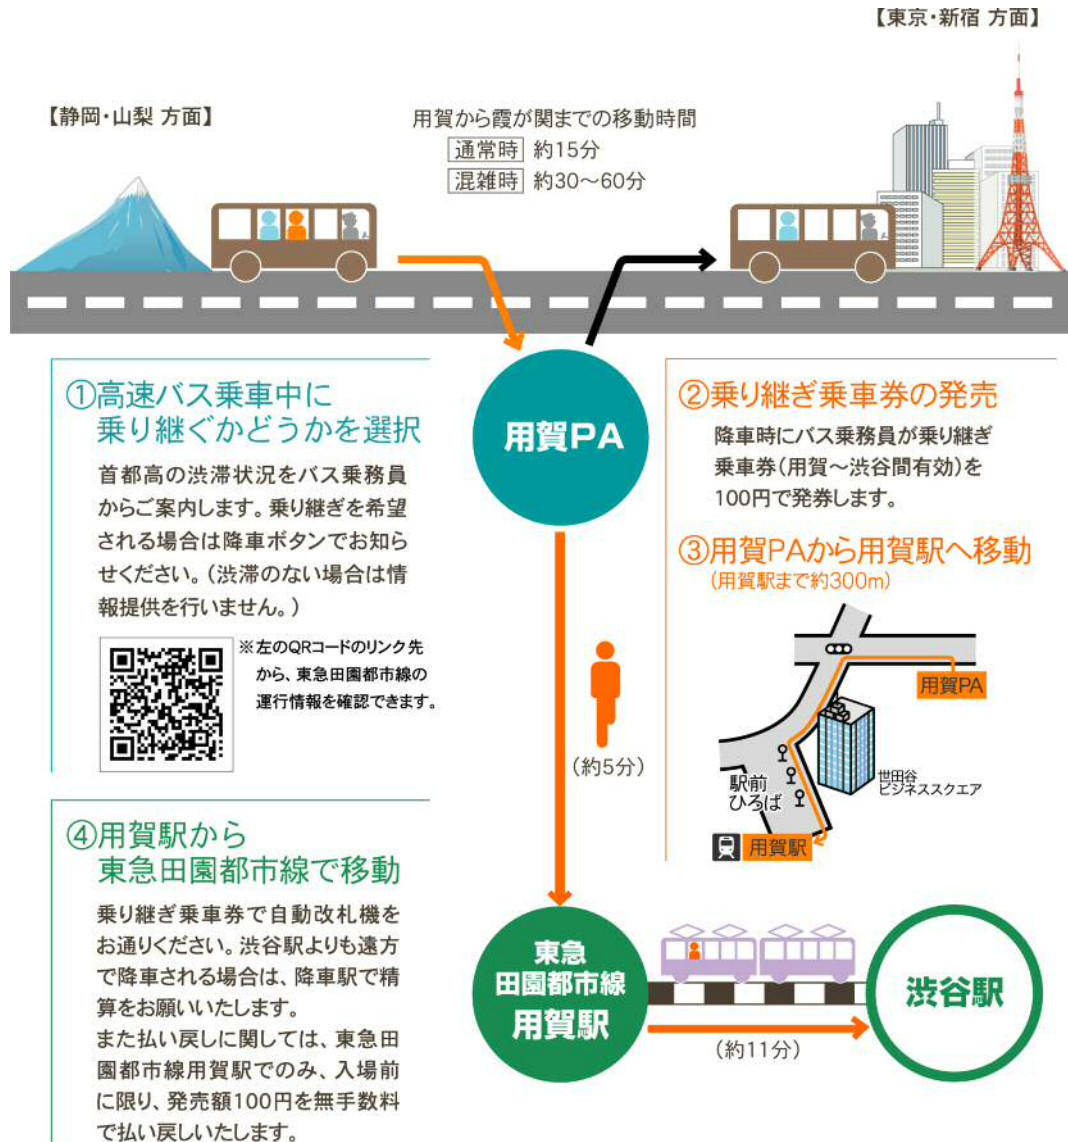 【東京・新宿 方面】
【静岡・山梨 方面】
用賀から霞が関までの移動時間
通常時 約15分
混雑時 約30～60分
用賀PA
①高速バス乗車中に
乗り継ぐかどうかを選択
首都高の渋滞状況をバス乗務員
からご案内します。乗り継ぎを希望
される場合は降車ボタンでお知ら
せください。（渋滞のない場合は情
報提供を行いません。）
※左のQRコードのリンク先
から、東急田園都市線の
運行情報を確認できます。
②乗り継ぎ乗車券の発売
降車時にバス乗務員が乗り継ぎ
乗車券（用賀～渋谷間有効）を
100円で発券します。
③用賀PAから用賀駅へ移動
（用賀駅まで約300m）
用賀PA
世田谷
ビジネススクエア
駅前
ひろば
用賀駅
（約5分）
④用賀駅から
東急田園都市線で移動
乗り継ぎ乗車券で自動改札機を
お通りください。渋谷駅よりも遠方
で降車される場合は、降車駅で精
算をお願いいたします。
また払い戻しに関しては、東急田
園都市線用賀駅でのみ、入場前
に限り、発売額100円を無手数料
で払い戻しいたします。
東急
田園都市線
用賀駅
（約11分）
渋谷駅